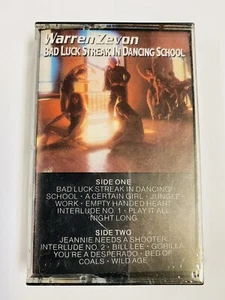 Warren Zevon
BAD LUCK STREAK IN DANCING SCHOOL
SIDE ONE
BAD LUCK STREAK IN DANCING
SCHOOL • A CERTAIN GIRL • JUNGLE
WORK • EMPTY HANDED HEART
INTERLUDE NO. 1 • PLAY IT ALL
NIGHT LONG
SIDE TWO
JEANNIE NEEDS A SHOOTER
INTERLUDE NO. 2 • BILL LEE • GORILLA
YOU'RE A DESPERADO • BED OF
COALS • WILD AGE